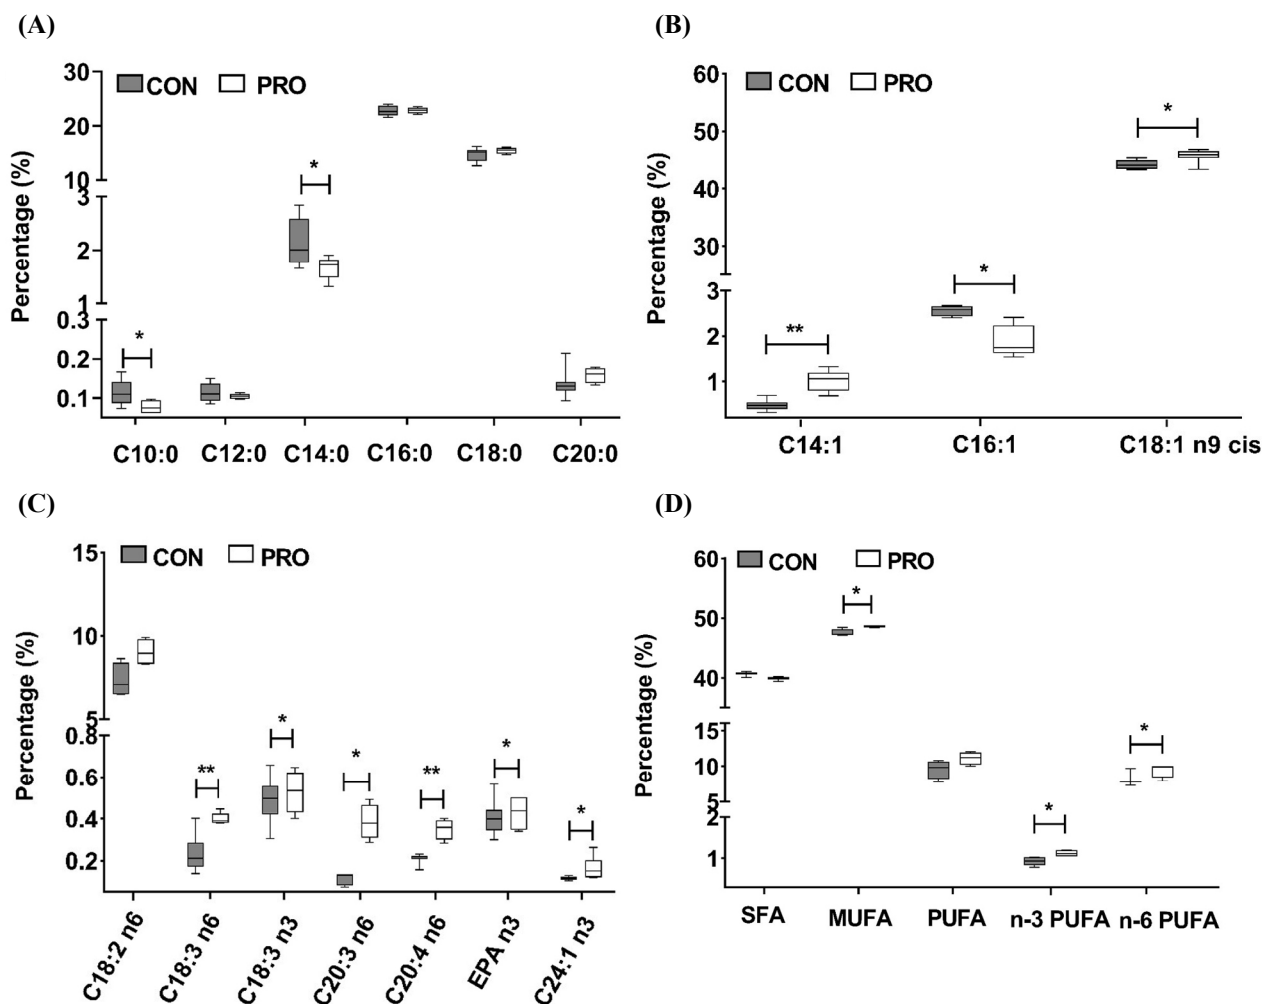 (A)
CON PRO
Percentage (%)
30
20
10
3
2
1
0.3
0.2
0.1
* *
C10:0 C12:0 C14:0 C16:0 C18:0 C20:0
(B)
CON PRO
Percentage (%)
60
50
40
30
3
2
1
** * *
C14:1 C16:1 C18:1 n9 cis
(C)
CON PRO
Percentage (%)
15
10
5
0.8
0.6
0.4
0.2
** * * ** * *
C18:2 n6 C18:3 n6 C18:3 n3 C20:3 n6 C20:4 n6 EPA n3 C24:1 n3
(D)
CON PRO
Percentage (%)
60
50
40
15
10
5
2
1
* * *
SFA MUFA PUFA n-3 PUFA n-6 PUFA